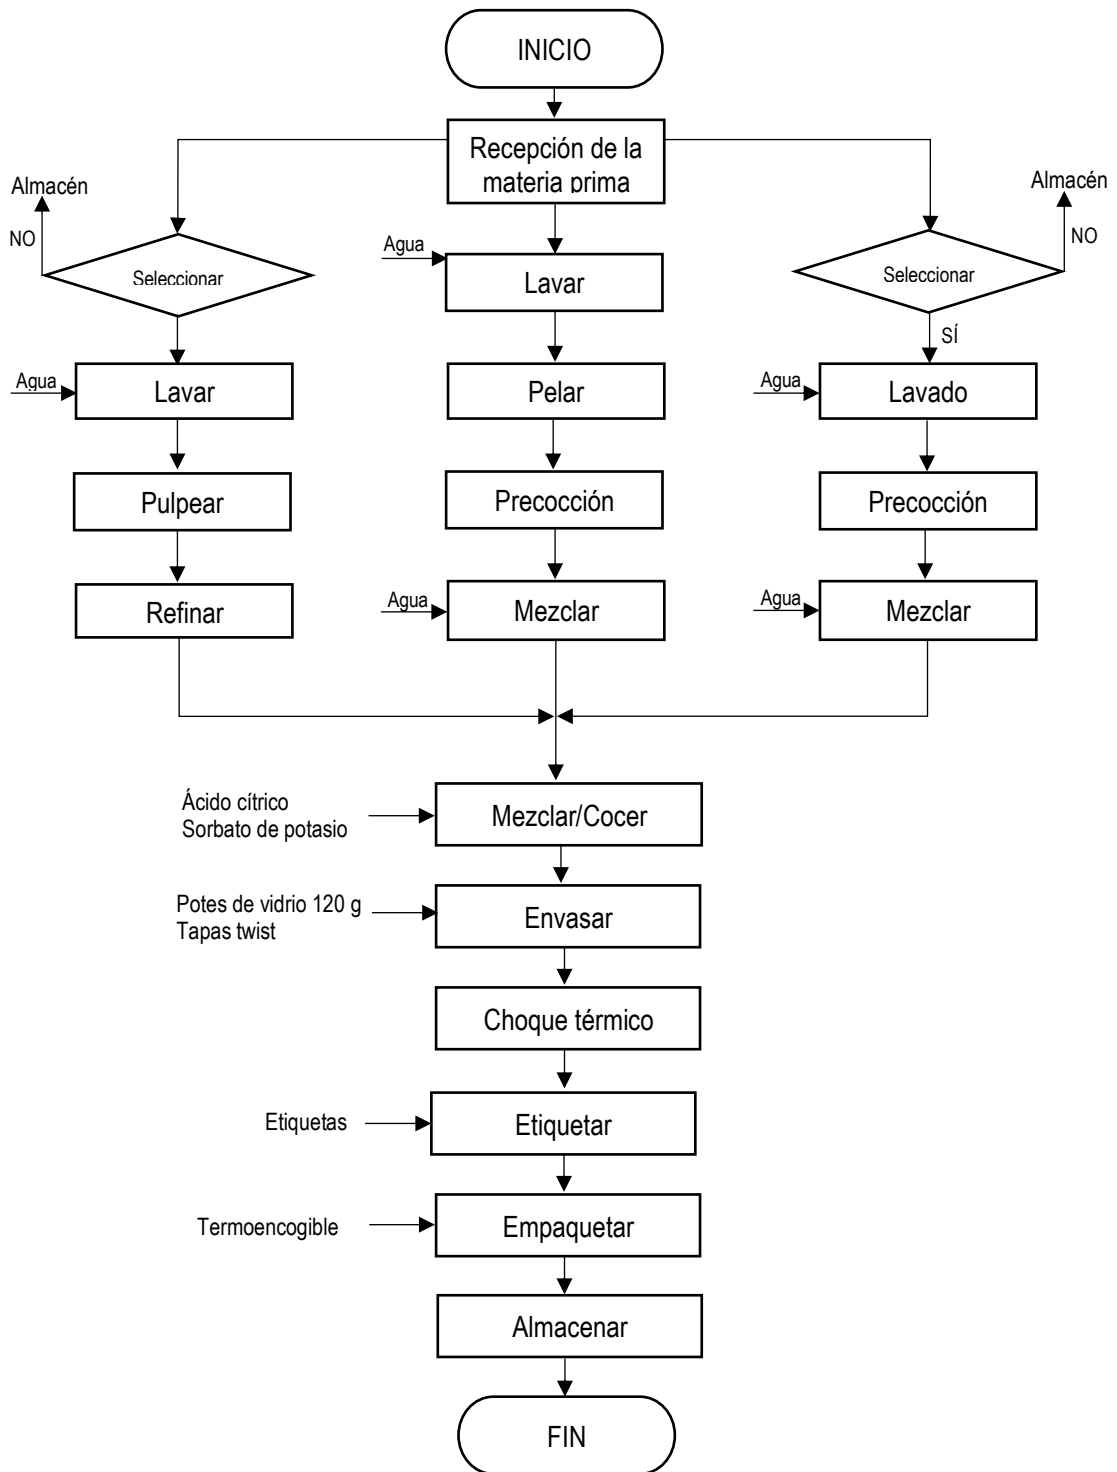 INICIO
Recepción de la
materia prima
Almacén
NO
Seleccionar
Agua
Lavar
Almacén
NO
Seleccionar
SÍ
Agua
Lavar
Pelar
Agua
Lavado
Pulpear
Precocción
Precocción
Refinar
Agua
Mezclar
Agua
Mezclar
Ácido cítrico
Sorbato de potasio
Mezclar/Cocer
Potes de vidrio 120 g
Tapas twist
Envasar
Choque térmico
Etiquetas
Etiquetar
Termoencogible
Empaquetar
Almacenar
FIN